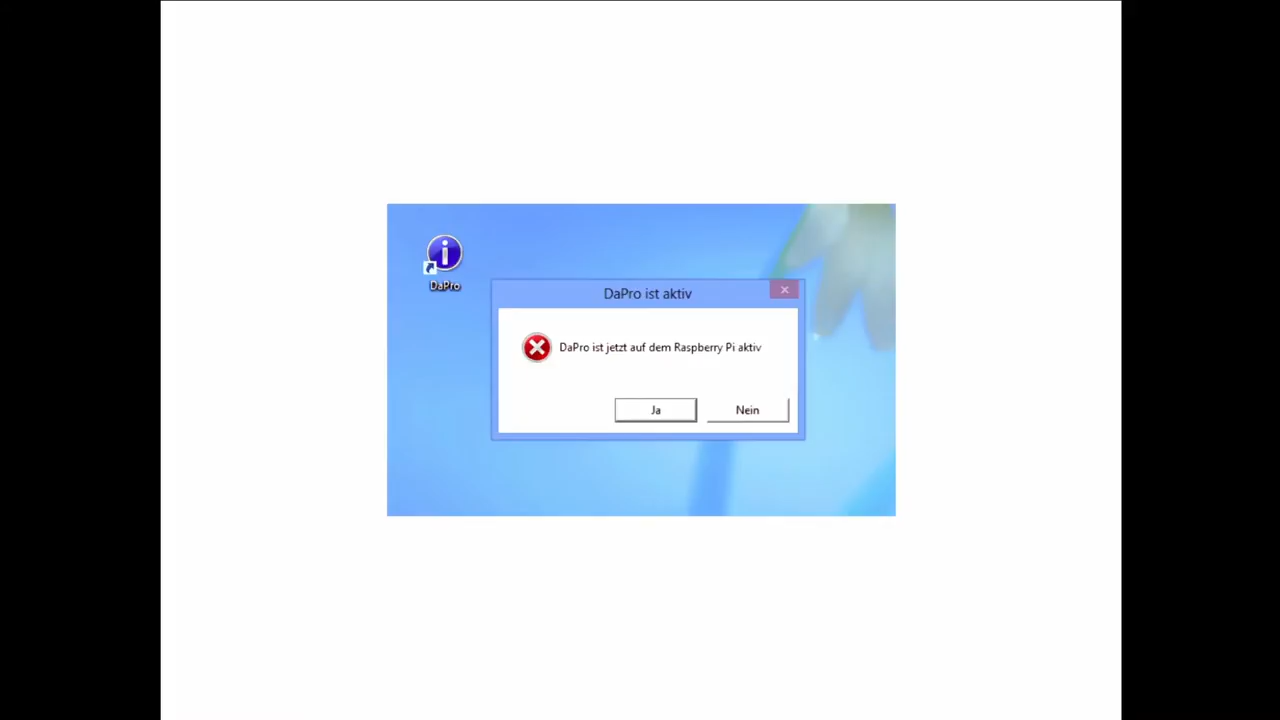 DaPro
DaPro ist aktiv
DaPro ist jetzt auf dem Raspberry Pi aktiv
Ja
Nein